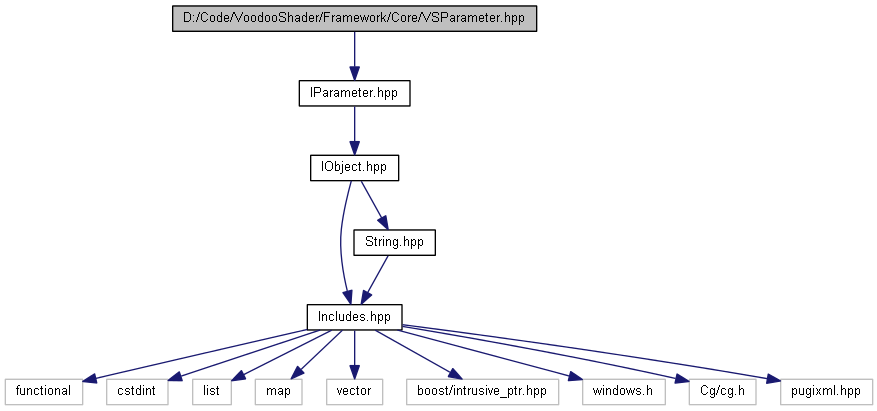 D:/Code/VoodooShader/Framework/Core/VSParameter.hpp
IParameter.hpp
IObject.hpp
String.hpp
Includes.hpp
functional
cstdint
list
map
vector
boost/intrusive_ptr.hpp
windows.h
Cg/cg.h
pugixml.hpp